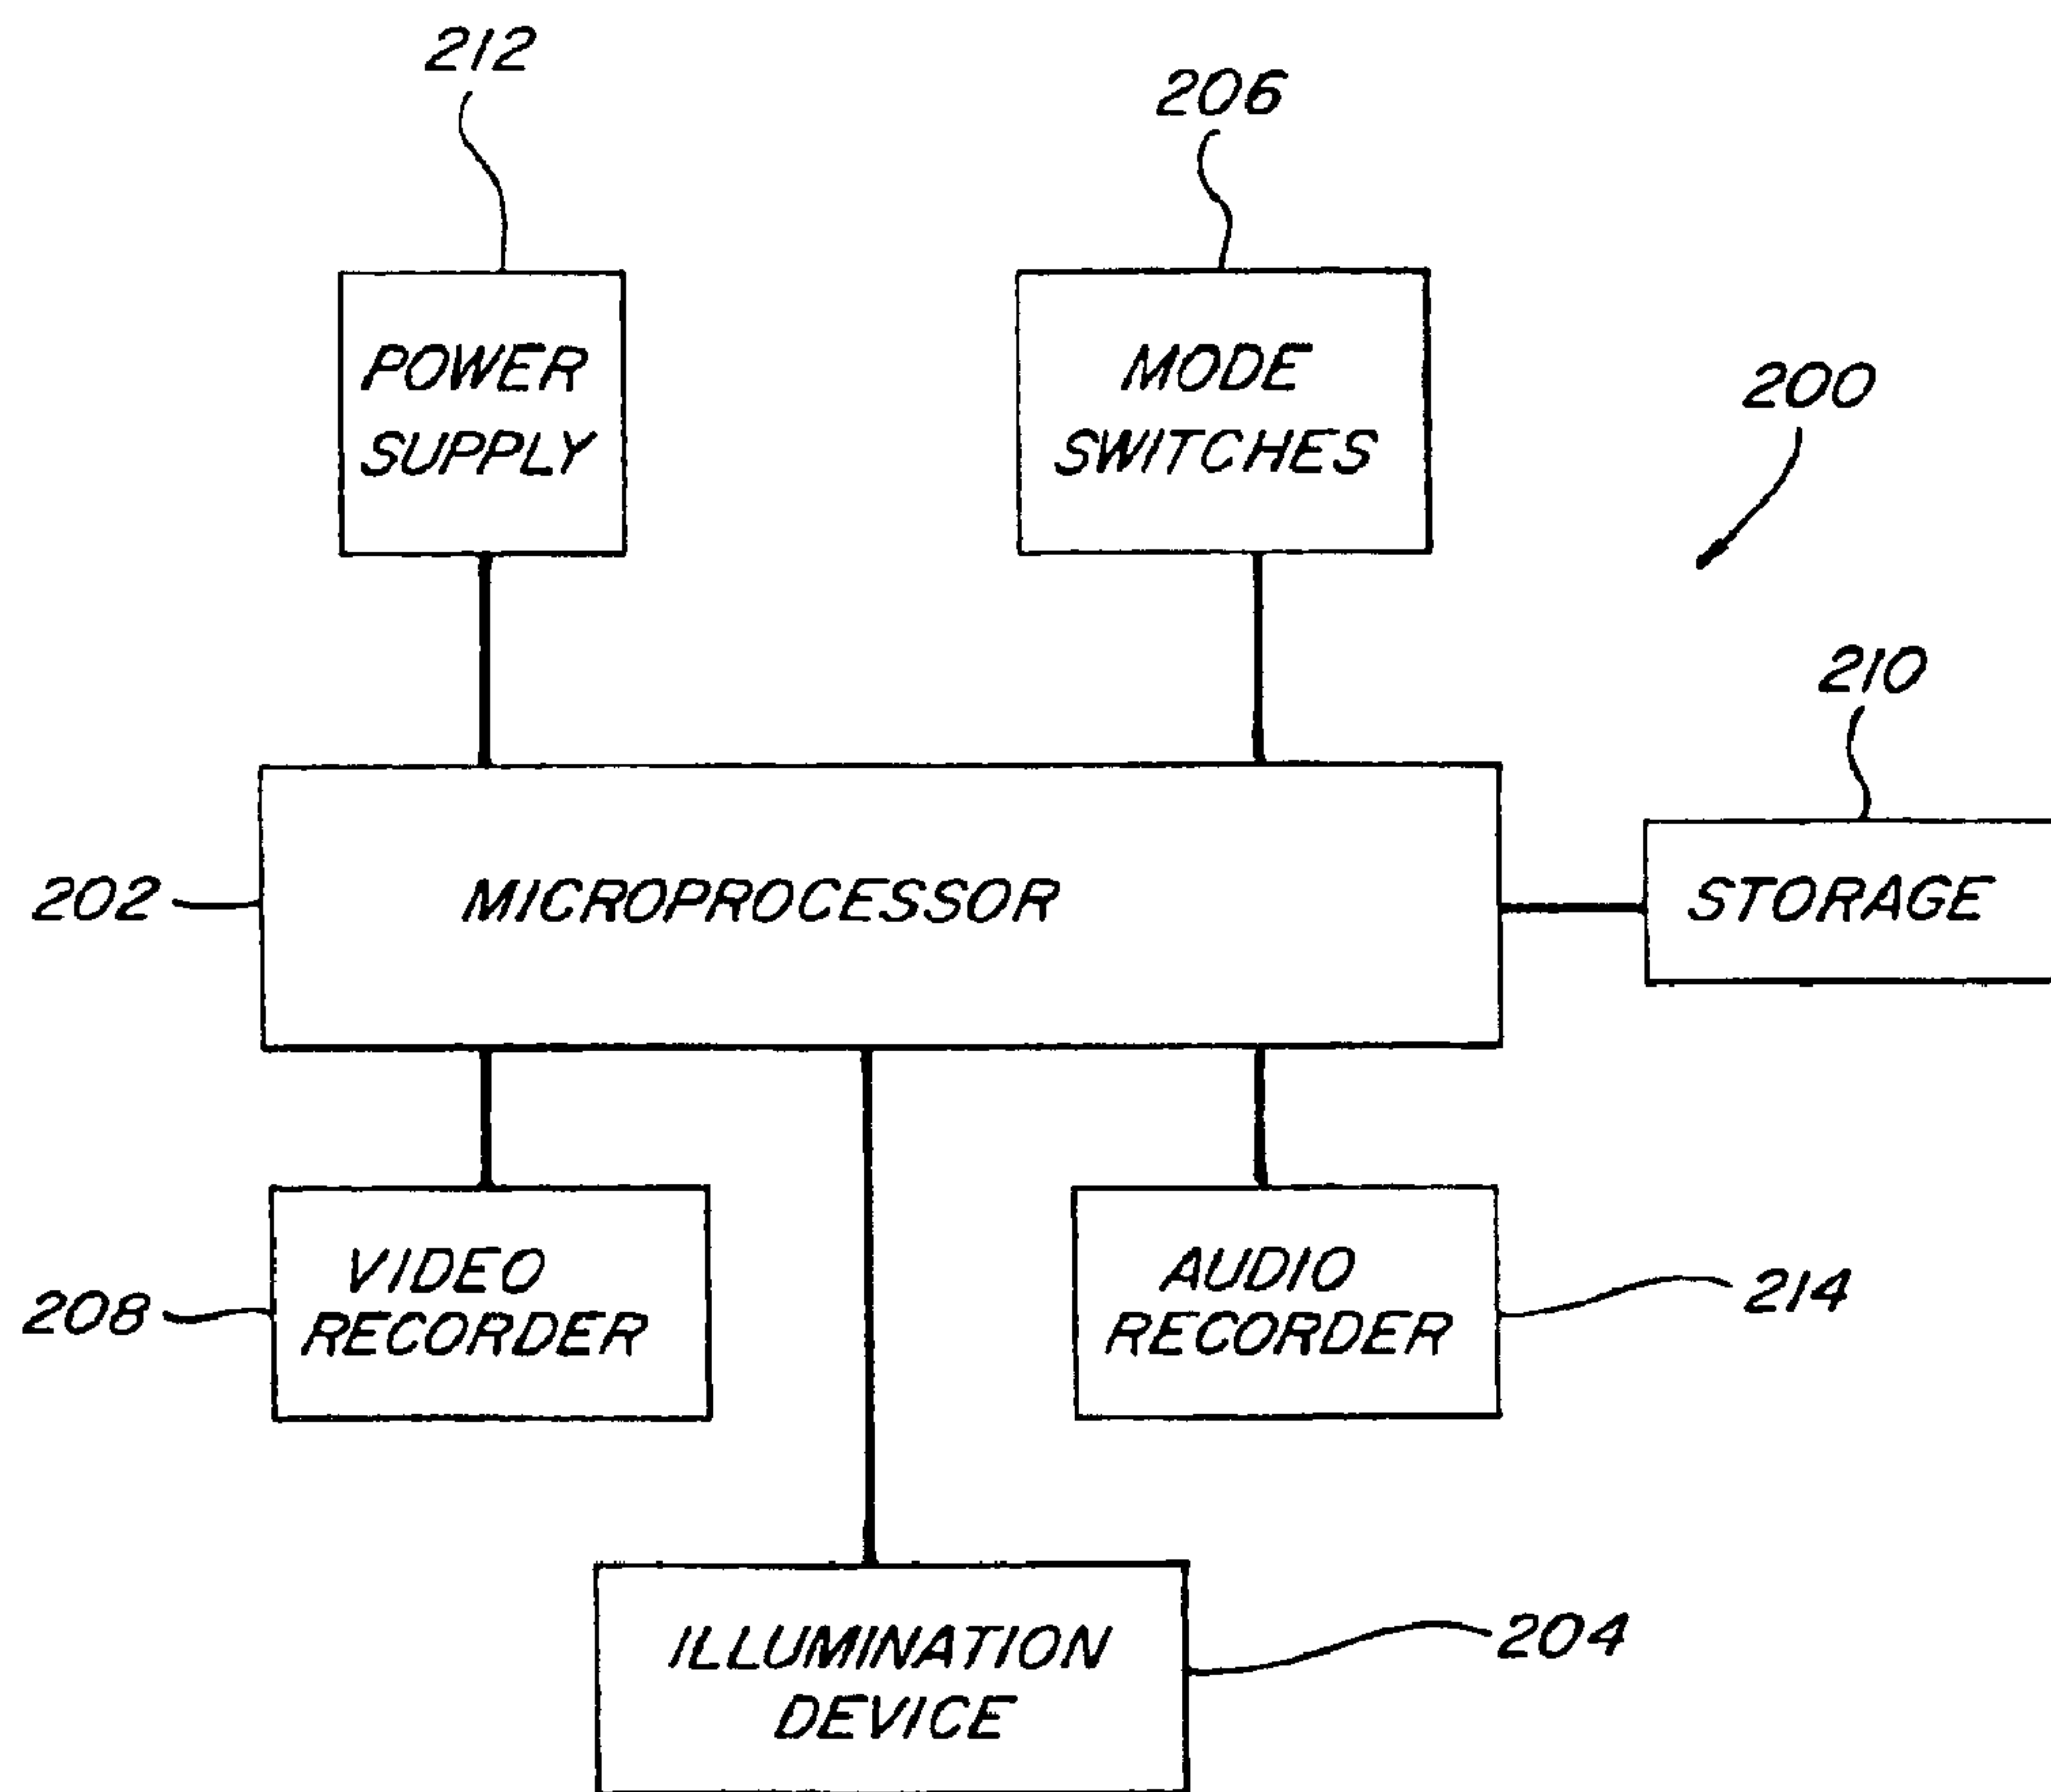 212
206
POWER
SUPPLY
MODE
SWITCHES
200
210
202
MICROPROCESSOR
STORAGE
208
VIDEO
RECORDER
AUDIO
RECORDER
214
ILLUMINATION
DEVICE
204